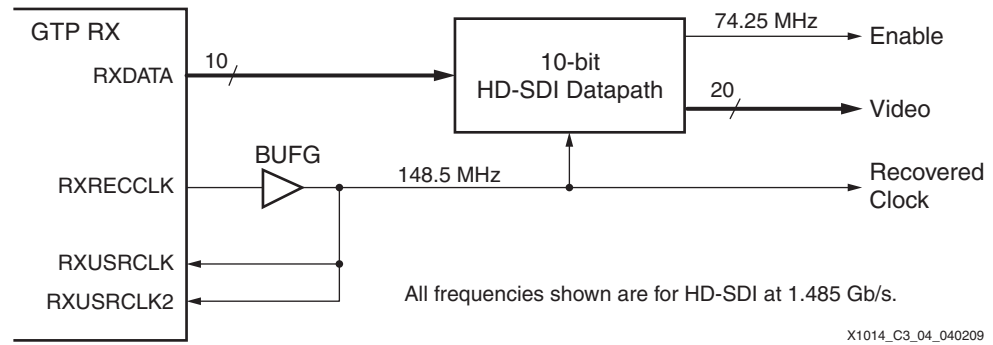 GTP RX
74.25 MHz
Enable
10
RXDATA
10-bit
HD-SDI Datapath
20
Video
BUFG
RXRECCLK
148.5 MHz
Recovered
Clock
RXUSRCLK
RXUSRCLK2
All frequencies shown are for HD-SDI at 1.485 Gb/s.
X1014_C3_04_040209